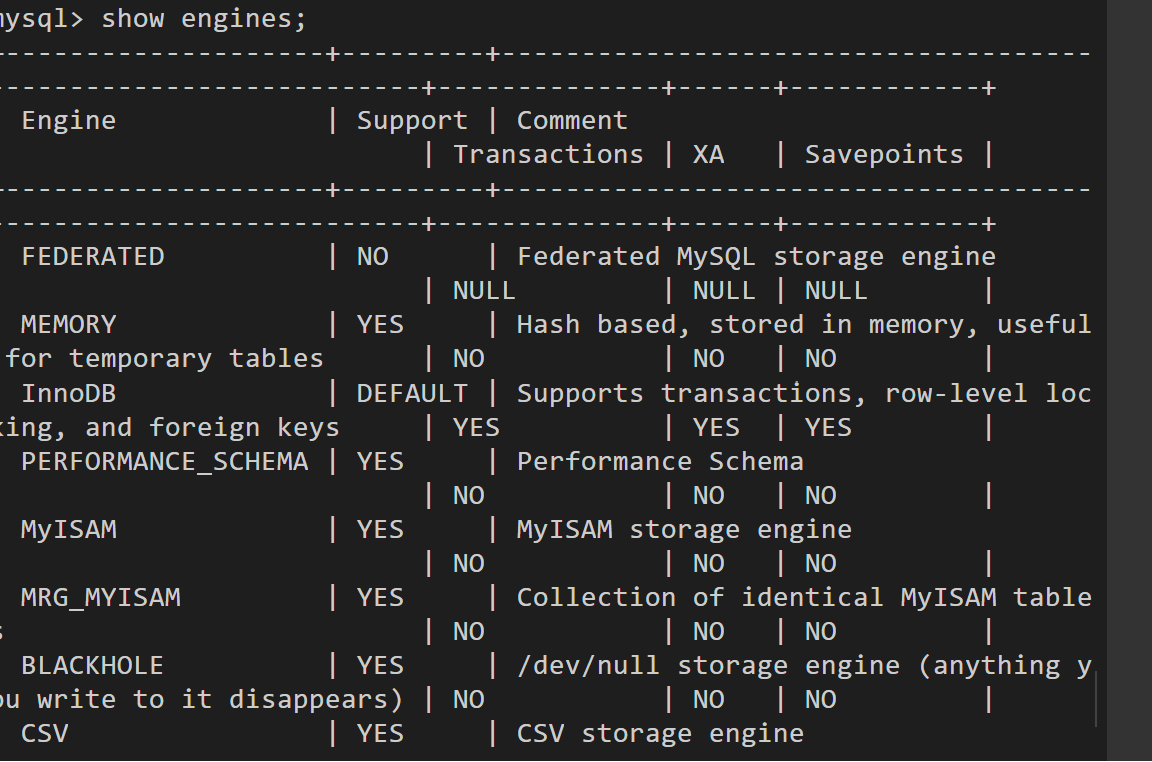 mysql> show engines;
--------------------+---------+-------------------------------------
---------------------------+--------------+------+------------+
Engine | Support | Comment
| Transactions | XA | Savepoints |
--------------------+---------+-------------------------------------
---------------------------+--------------+------+------------+
FEDERATED | NO | Federated MySQL storage engine
| NULL | NULL | NULL |
MEMORY | YES | Hash based, stored in memory, useful
for temporary tables | NO | NO | NO |
InnoDB | DEFAULT | Supports transactions, row-level loc
king, and foreign keys | YES | YES | YES |
PERFORMANCE_SCHEMA | YES | Performance Schema
| NO | NO | NO |
MyISAM | YES | MyISAM storage engine
| NO | NO | NO |
MRG_MYISAM | YES | Collection of identical MyISAM table
s | NO | NO | NO |
BLACKHOLE | YES | /dev/null storage engine (anything y
ou write to it disappears) | NO | NO | NO |
CSV | YES | CSV storage engine